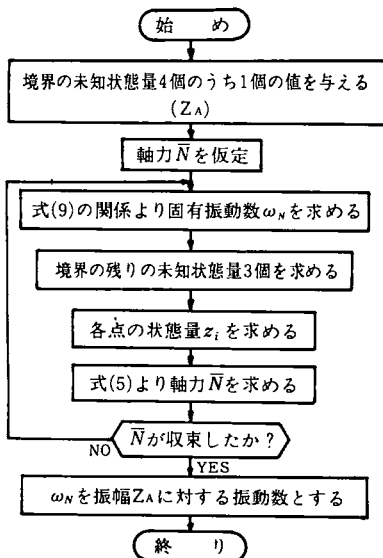 始め
境界の未知状態量4個のうち1個の値を与える
(Z_A)
軸力N̄を仮定
式(9)の関係より固有振動数ω_Nを求める
境界の残りの未知状態量3個を求める
各点の状態量z_iを求める
式(5)より軸力N̄を求める
N̄が収束したか?
NO
YES
ω_Nを振幅Z_Aに対する振動数とする
終り